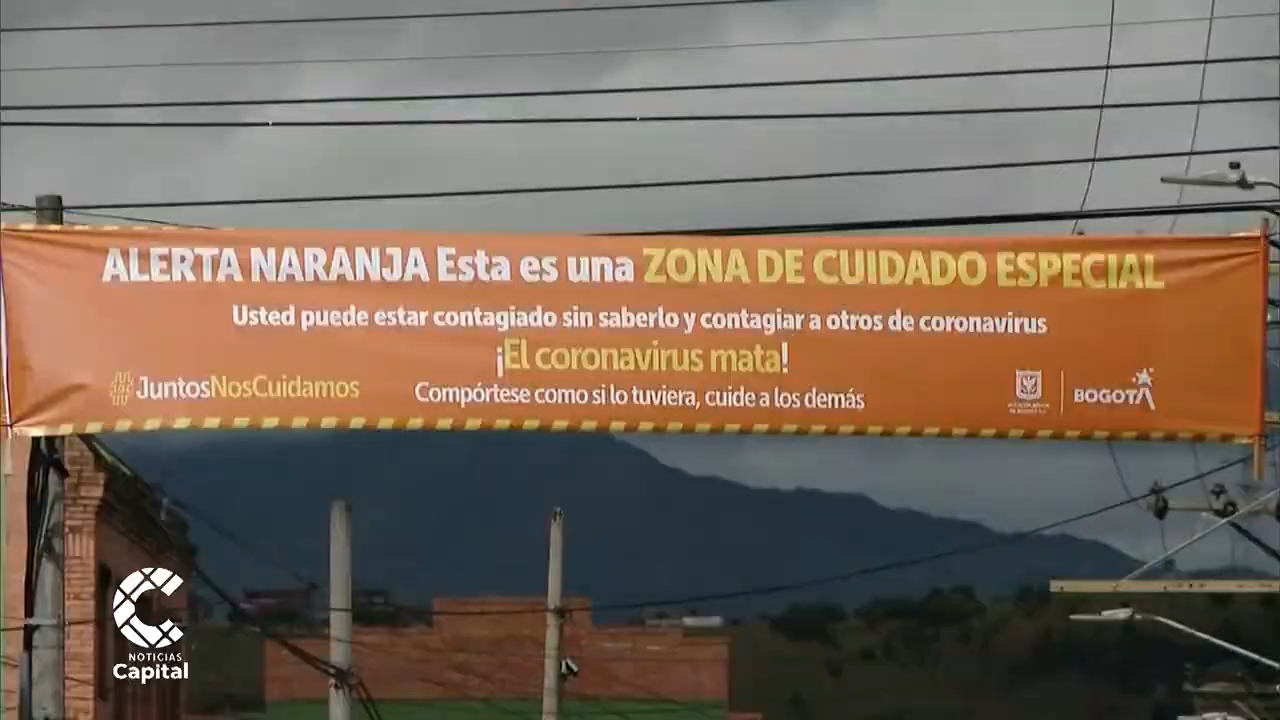 ALERTA NARANJA Esta es una ZONA DE CUIDADO ESPECIAL
Usted puede estar contagiado sin saberlo y contagiar a otros de coronavirus
¡El coronavirus mata!
#JuntosNosCuidamos
Compórtese como si lo tuviera, cuide a los demás
BOGOTÁ
NOTICIAS
Capital